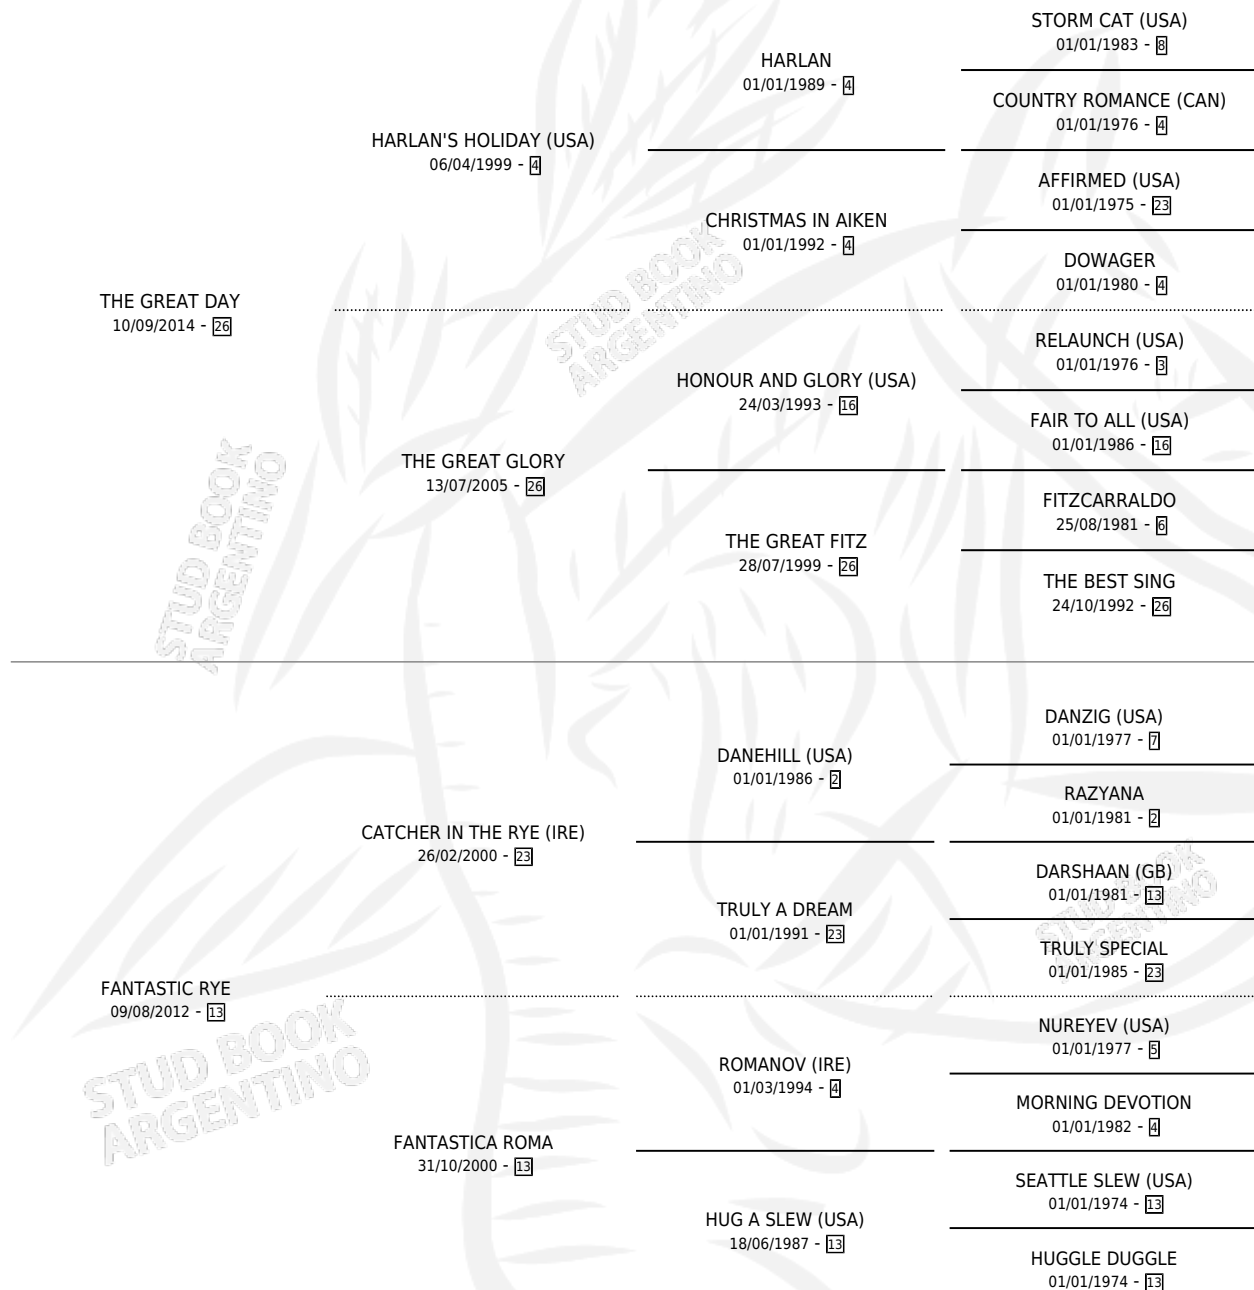 STORM CAT (USA)
01/01/1983 - 8
HARLAN
01/01/1989 - 4
COUNTRY ROMANCE (CAN)
01/01/1976 - 4
HARLAN'S HOLIDAY (USA)
06/04/1999 - 4
AFFIRMED (USA)
01/01/1975 - 23
CHRISTMAS IN AIKEN
01/01/1992 - 4
DOWAGER
01/01/1980 - 4
THE GREAT DAY
10/09/2014 - 26
RELAUNCH (USA)
01/01/1976 - 3
HONOUR AND GLORY (USA)
24/03/1993 - 16
FAIR TO ALL (USA)
01/01/1986 - 16
THE GREAT GLORY
13/07/2005 - 26
FITZCARRALDO
25/08/1981 - 6
THE GREAT FITZ
28/07/1999 - 26
THE BEST SING
24/10/1992 - 26
DANZIG (USA)
01/01/1977 - 7
DANEHILL (USA)
01/01/1986 - 2
RAZYANA
01/01/1981 - 2
CATCHER IN THE RYE (IRE)
26/02/2000 - 23
DARSHAAN (GB)
01/01/1981 - 13
TRULY A DREAM
01/01/1991 - 23
TRULY SPECIAL
01/01/1985 - 23
FANTASTIC RYE
09/08/2012 - 13
NUREYEV (USA)
01/01/1977 - 5
ROMANOV (IRE)
01/03/1994 - 4
MORNING DEVOTION
01/01/1982 - 4
FANTASTICA ROMA
31/10/2000 - 13
SEATTLE SLEW (USA)
01/01/1974 - 13
HUG A SLEW (USA)
18/06/1987 - 13
HUGGLE DUGGLE
01/01/1974 - 13
STUD BOOK
ARGENTINO
STUD BOOK
ARGENTINO
STUD BOOK
ARGENTINO
STUD BOOK
ARGENTINO